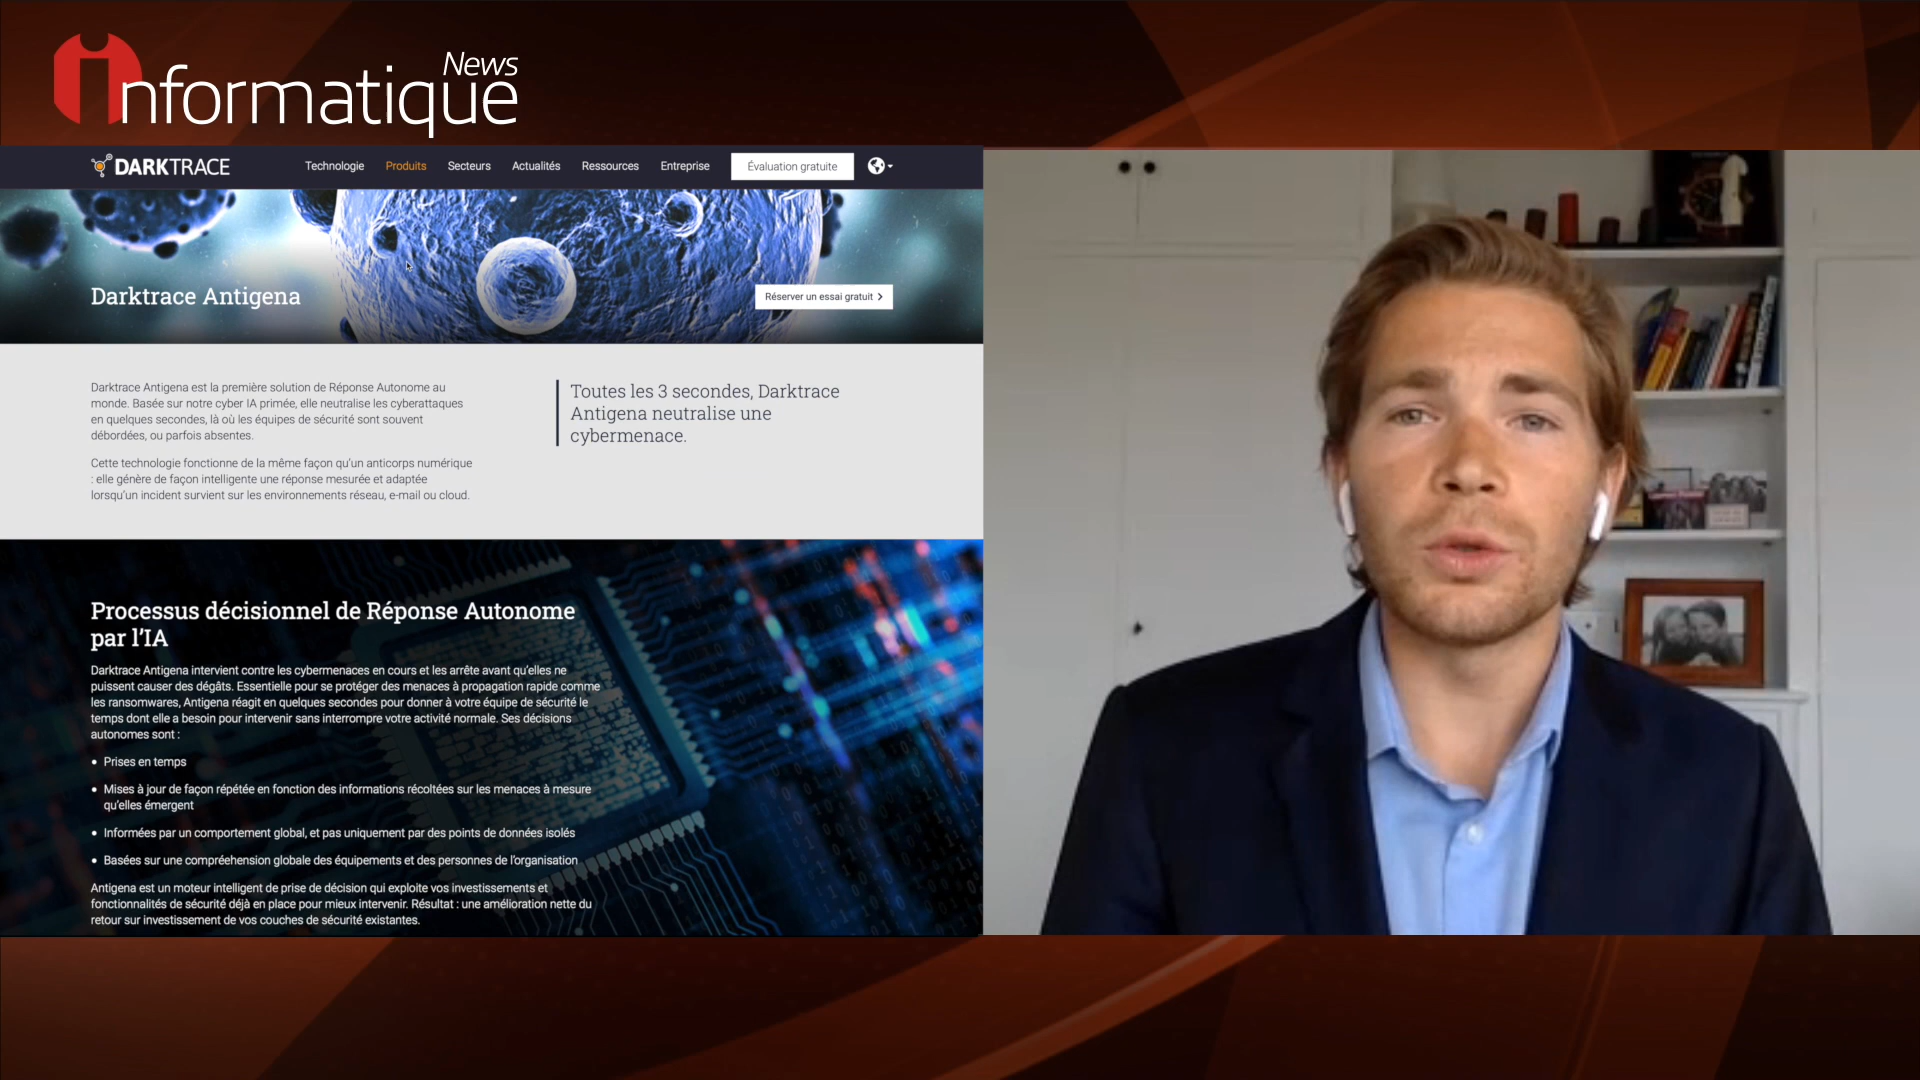 News
informatique
DARKTRACE
Technologie Produits Secteurs Actualités Ressources Entreprise Évaluation gratuite
Darktrace Antigena
Réserver un essai gratuit
Darktrace Antigena est la première solution de Réponse Autonome au
monde. Basée sur notre cyber IA primée, elle neutralise les cyberattaques
en quelques secondes, là où les équipes de sécurité sont souvent
débordées, ou parfois absentes.
Cette technologie fonctionne de la même façon qu'un anticorps numérique
: elle génère de façon intelligente une réponse mesurée et adaptée
lorsqu'un incident survient sur les environnements réseau, e-mail ou cloud.
Toutes les 3 secondes, Darktrace
Antigena neutralise une
cybermenace.
Processus décisionnel de Réponse Autonome
par l'IA
Darktrace Antigena intervient contre les cybermenaces en cours et les arrête avant qu'elles ne
puissent causer des dégâts. Essentielle pour se protéger des menaces à propagation rapide comme
les ransomwares, Antigena réagit en quelques secondes pour donner à votre équipe de sécurité le
temps dont elle a besoin pour intervenir sans interrompre votre activité normale. Ses décisions
autonomes sont :
• Prises en temps
• Mises à jour de façon répétée en fonction des informations récoltées sur les menaces à mesure
qu'elles émergent
• Informées par un comportement global, et pas uniquement par des points de données isolés
• Basées sur une compréhension globale des équipements et des personnes de l'organisation
Antigena est un moteur intelligent de prise de décision qui exploite vos investissements et
fonctionnalités de sécurité déjà en place pour mieux intervenir. Résultat : une amélioration nette du
retour sur investissement de vos couches de sécurité existantes.